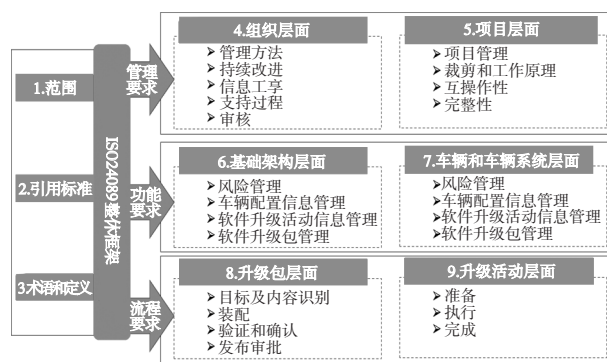 1.范围
2.引用标准
3.术语和定义
ISO24089整体框架
管理
要求
4.组织层面
管理方法
持续改进
信息工享
支持过程
审核
5.项目层面
项目管理
裁剪和工作原理
互操作性
完整性
功能
要求
6.基础架构层面
风险管理
车辆配置信息管理
软件升级活动信息管理
软件升级包管理
7.车辆和车辆系统层面
风险管理
车辆配置信息管理
软件升级活动信息管理
软件升级包管理
流程
要求
8.升级包层面
目标及内容识别
装配
验证和确认
发布审批
9.升级活动层面
准备
执行
完成